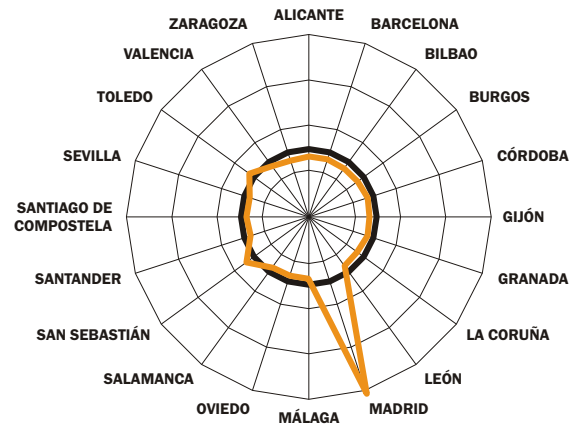 ALICANTE
ZARAGOZA
BARCELONA
VALENCIA
BILBAO
TOLEDO
BURGOS
SEVILLA
CÓRDOBA
SANTIAGO DE
COMPOSTELA
GIJÓN
SANTANDER
GRANADA
SAN SEBASTIÁN
LA CORUÑA
SALAMANCA
LEÓN
OVIEDO
MADRID
MÁLAGA